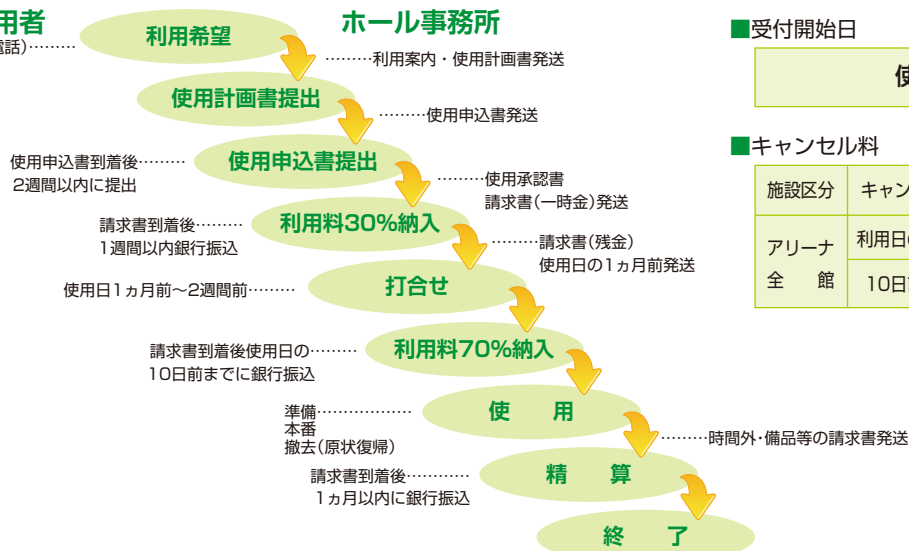 用者
ホール事務所
電話)………
利用希望
………利用案内・使用計画書発送
使用計画書提出
………使用申込書発送
使用申込書到着後………
2週間以内に提出
使用申込書提出
………使用承認書
請求書(一時金)発送
請求書到着後………
1週間以内銀行振込
利用料30%納入
………請求書(残金)
使用日の1ヵ月前発送
使用日1ヵ月前〜2週間前………
打合せ
請求書到着後使用日の………
10日前までに銀行振込
利用料70%納入
準備………………
本番
撤去(原状復帰)
使 用
………時間外・備品等の請求書発送
請求書到着後…………
1ヵ月以内に銀行振込
精 算
終 了
■受付開始日
使
■キャンセル料
施設区分 キャン
アリーナ 利用日の
全 館 10日前